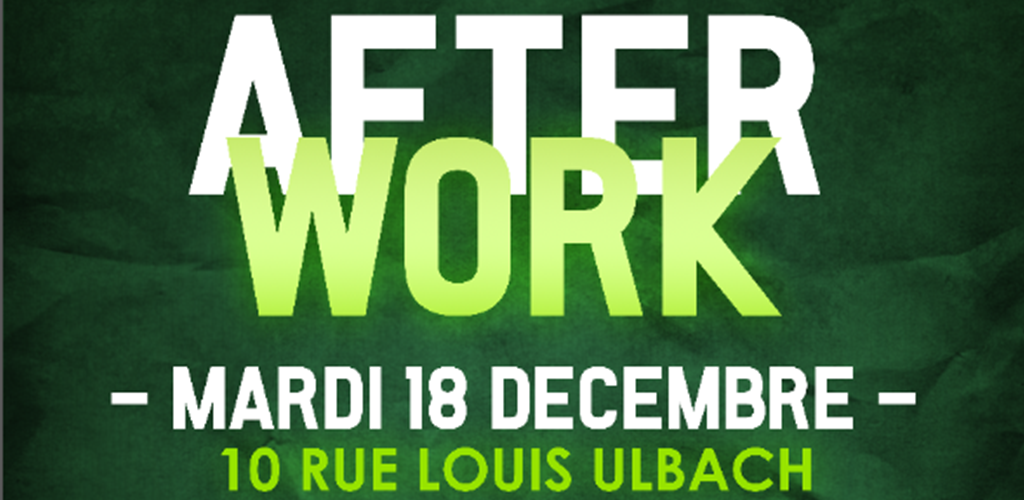 AFTER
WORK
– MARDI 18 DECEMBRE –
10 RUE LOUIS ULBACH